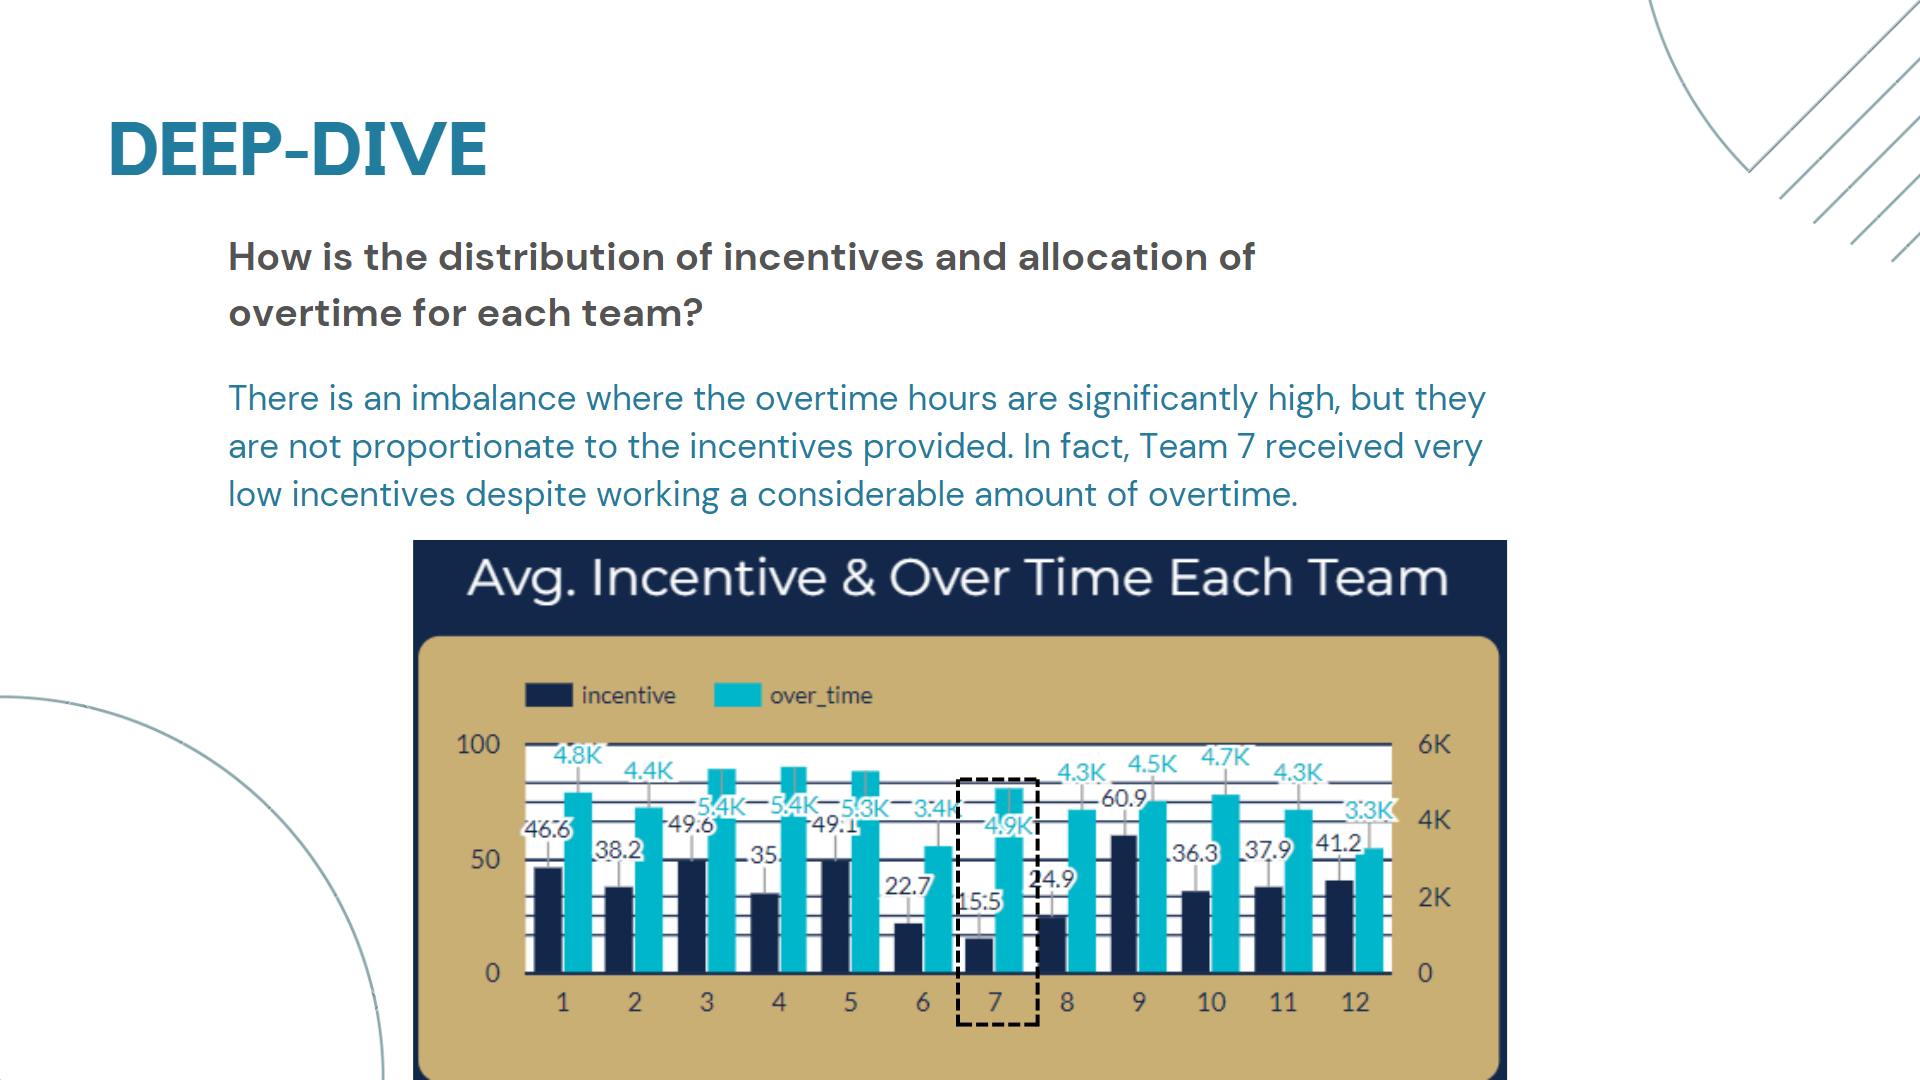 DEEP-DIVE
How is the distribution of incentives and allocation of
overtime for each team?
There is an imbalance where the overtime hours are significantly high, but they
are not proportionate to the incentives provided. In fact, Team 7 received very
low incentives despite working a considerable amount of overtime.
Avg. Incentive & Over Time Each Team
incentive over_time
100 6K
4.8K 4.4K 5.4K 5.4K 5.3K 3.4K 4.9K 4.3K 4.5K 4.7K 4.3K 3.3K
4K
46.6 38.2 49.6 35. 49.1 22.7 15.5 24.9 60.9 36.3 37.9 41.2
50
2K
0 0
1 2 3 4 5 6 7 8 9 10 11 12